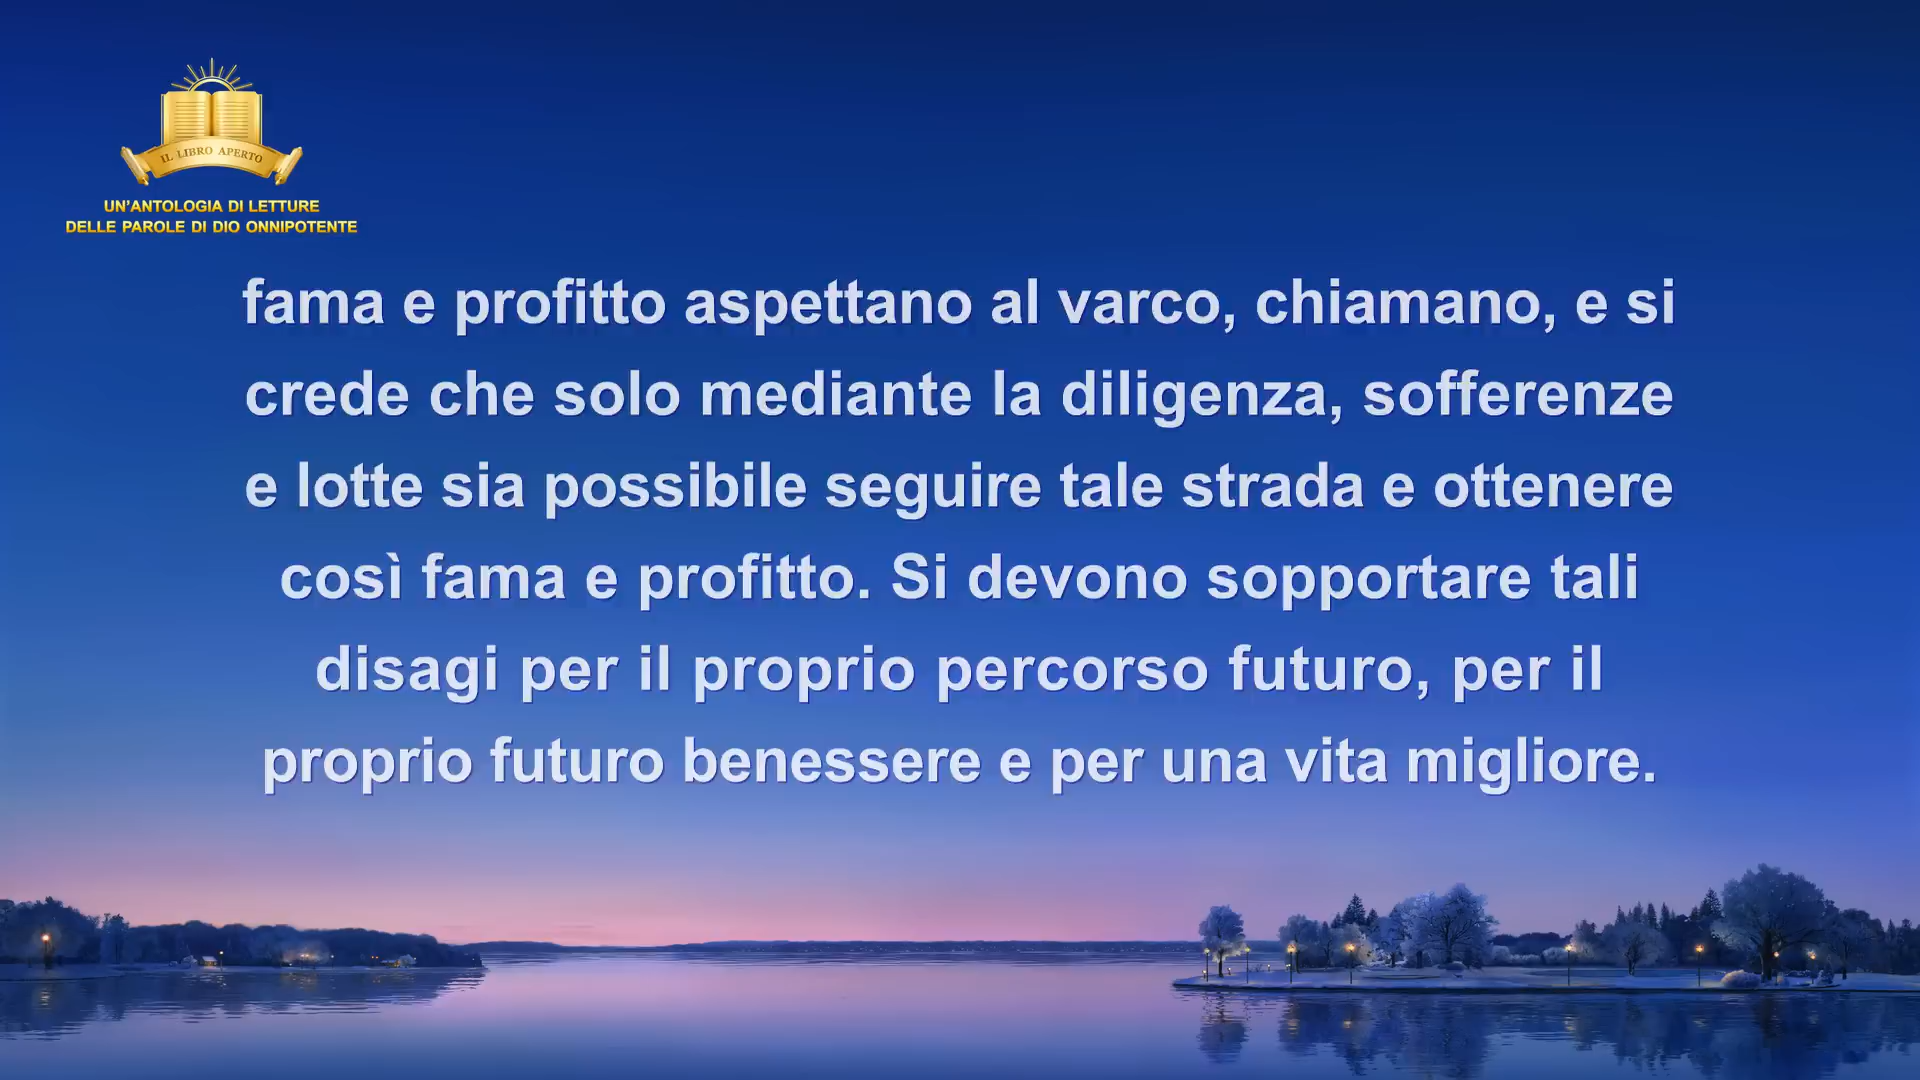 IL LIBRO APERTO
UN’ANTOLOGIA DI LETTURE
DELLE PAROLE DI DIO ONNIPOTENTE
fama e profitto aspettano al varco, chiamano, e si
crede che solo mediante la diligenza, sofferenze
e lotte sia possibile seguire tale strada e ottenere
così fama e profitto. Si devono sopportare tali
disagi per il proprio percorso futuro, per il
proprio futuro benessere e per una vita migliore.